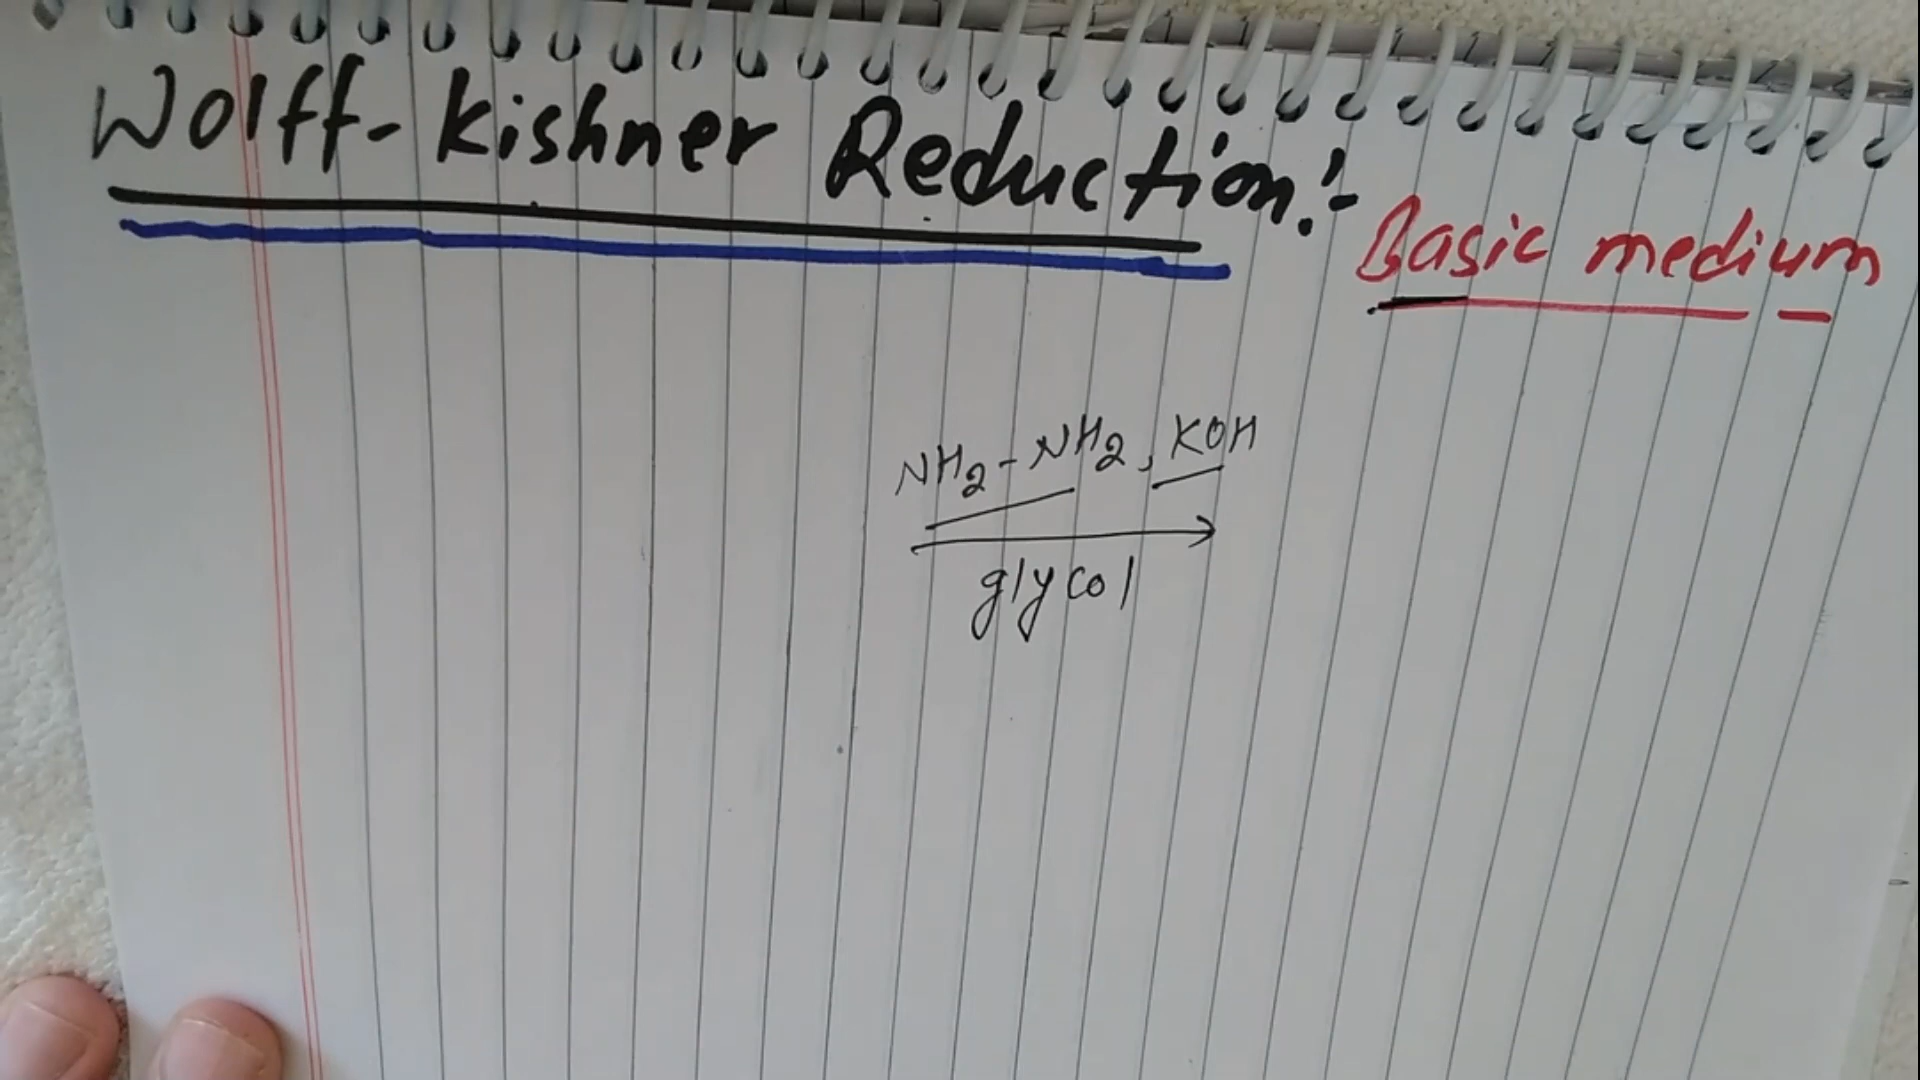 Wolff-Kishner Reduction:-
Basic medium
NH2-NH2, KOH
glycol